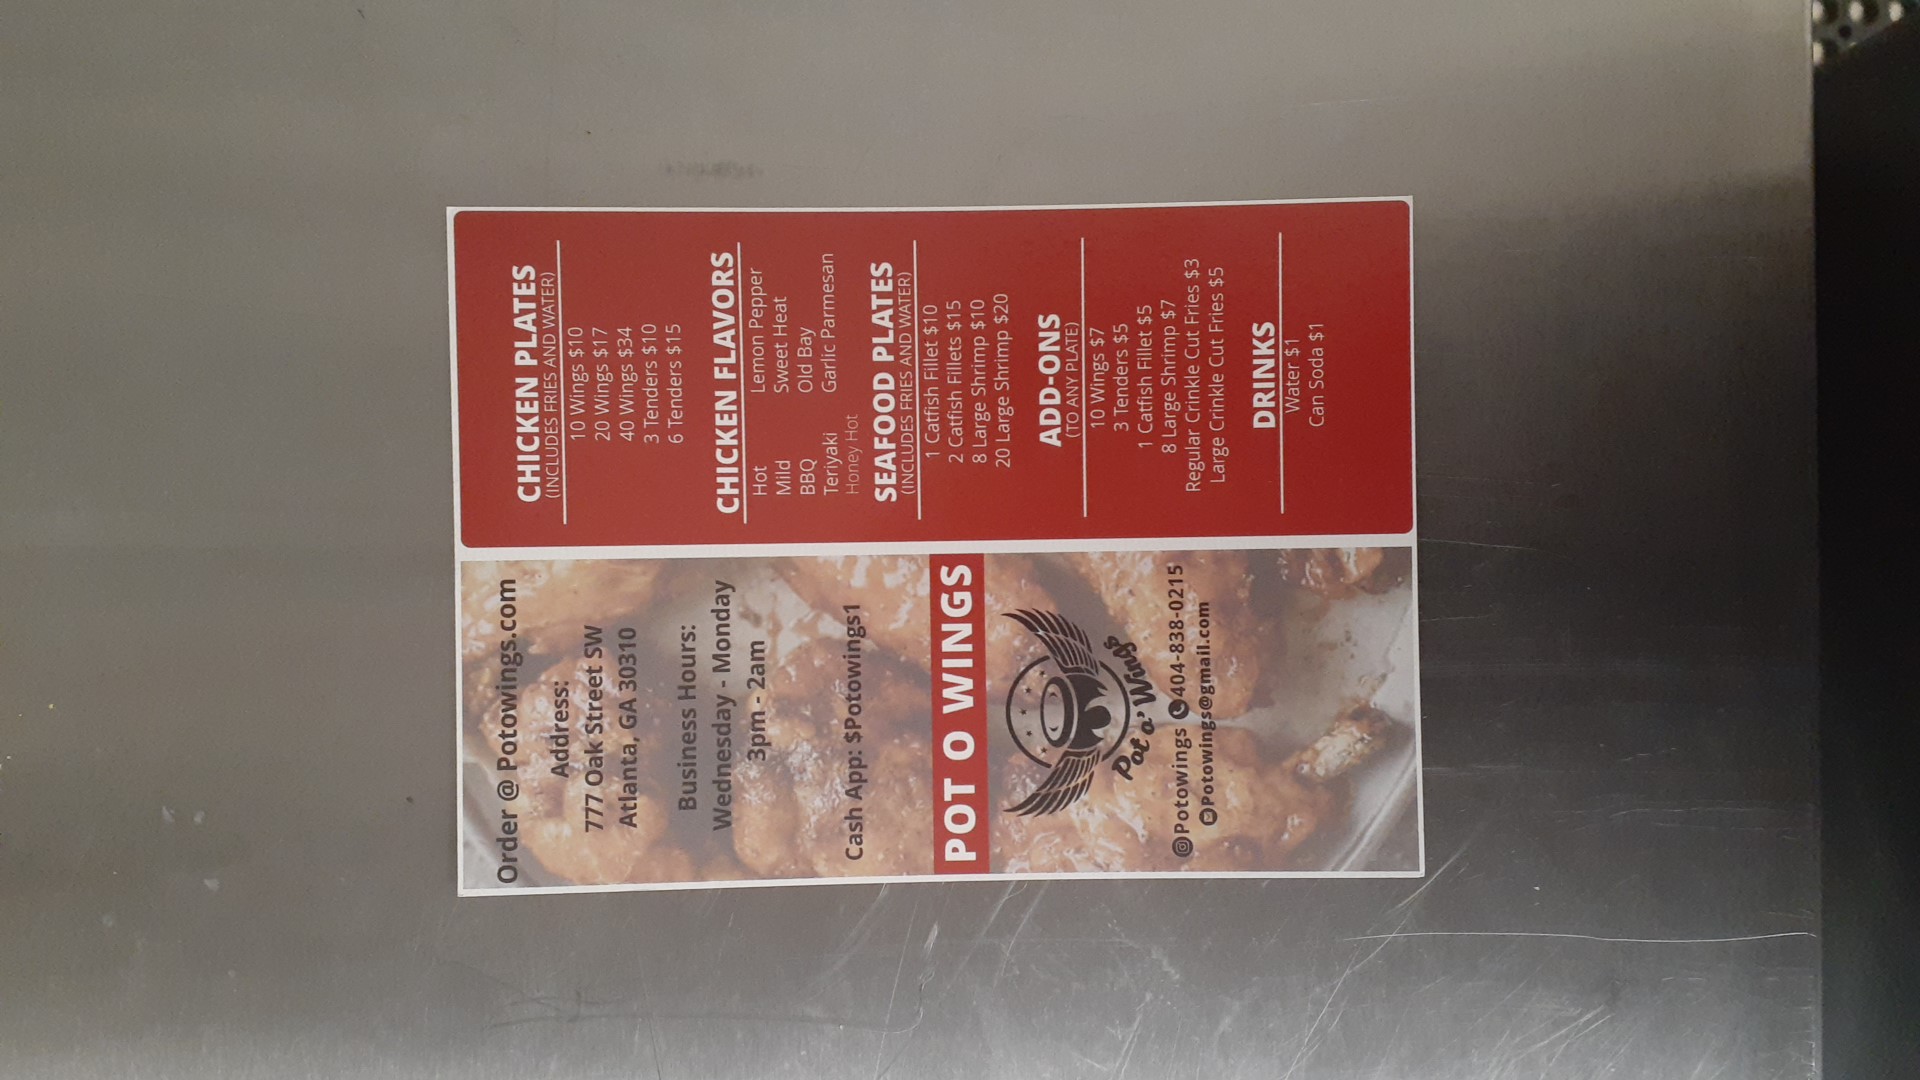 Order @ Potowings.com
Address:
777 Oak Street SW
Atlanta, GA 30310
Business Hours:
Wednesday - Monday
3pm - 2am
Cash App: $Potowings1
POT O WINGS
Pot o' Wings
Potowings 404-838-0215
Potowings@gmail.com
CHICKEN PLATES
(INCLUDES FRIES AND WATER)
10 Wings $10
20 Wings $17
40 Wings $34
3 Tenders $10
6 Tenders $15
CHICKEN FLAVORS
Hot Lemon Pepper
Mild Sweet Heat
BBQ Old Bay
Teriyaki Garlic Parmesan
Honey Hot
SEAFOOD PLATES
(INCLUDES FRIES AND WATER)
1 Catfish Fillet $10
2 Catfish Fillets $15
8 Large Shrimp $10
20 Large Shrimp $20
ADD-ONS
(TO ANY PLATE)
10 Wings $7
3 Tenders $5
1 Catfish Fillet $5
8 Large Shrimp $7
Regular Crinkle Cut Fries $3
Large Crinkle Cut Fries $5
DRINKS
Water $1
Can Soda $1